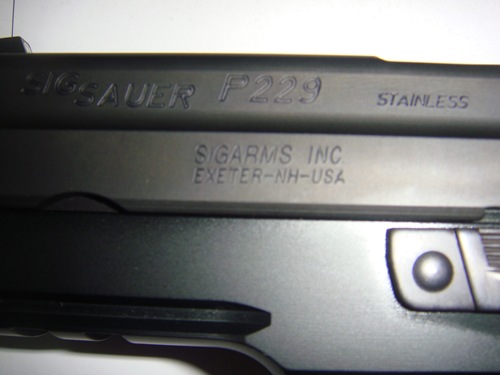 SIG SAUER P229 STAINLESS
SIGARMS INC
EXETER-NH-USA